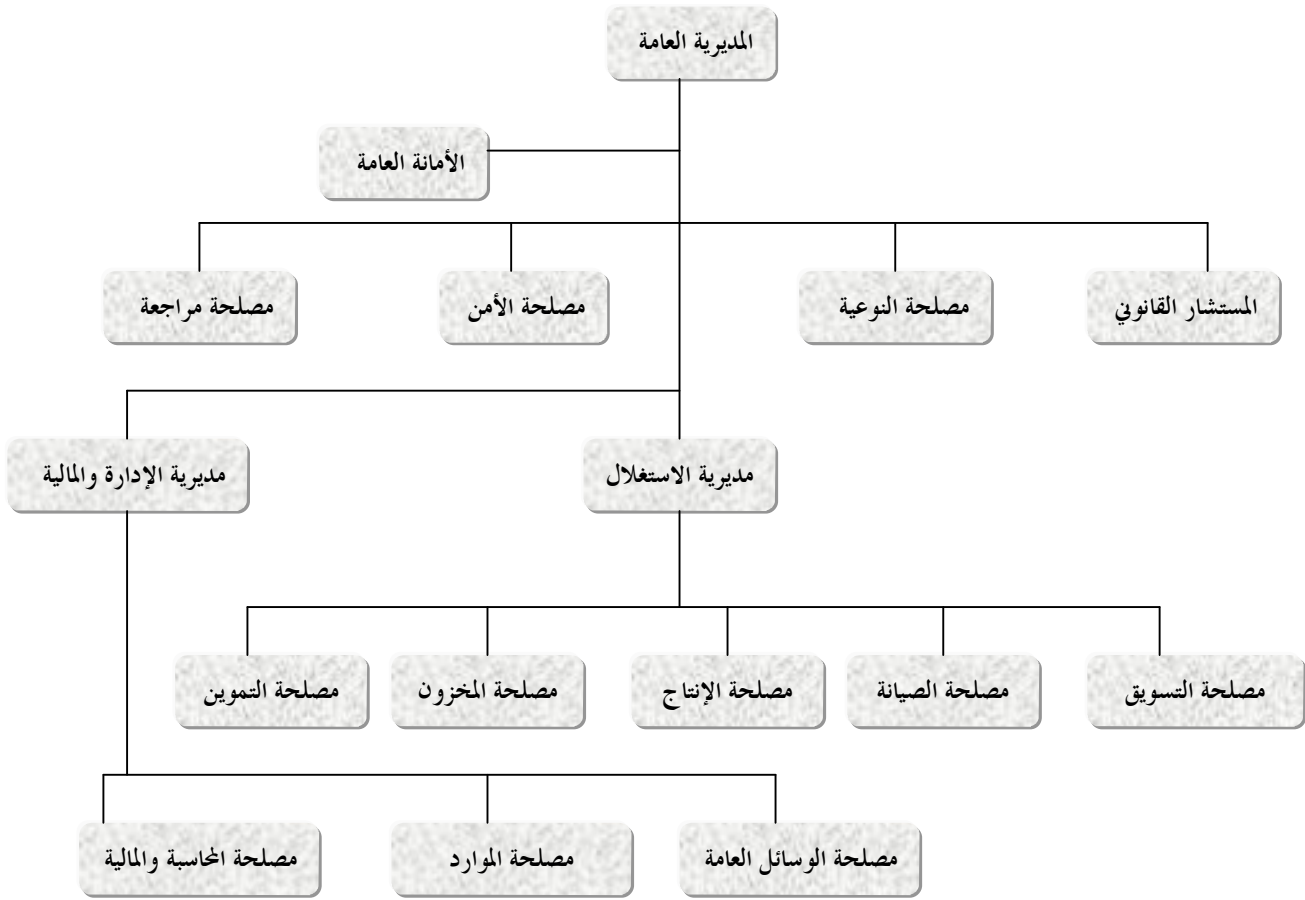 المديرية العامة
الأمانة العامة
المستشار القانوني
مصلحة النوعية
مصلحة الأمن
مصلحة مراجعة
مديرية الاستغلال
مديرية الإدارة والمالية
مصلحة التسويق
مصلحة الصيانة
مصلحة الإنتاج
مصلحة المخزون
مصلحة التموين
مصلحة الوسائل العامة
مصلحة الموارد
مصلحة المحاسبة والمالية